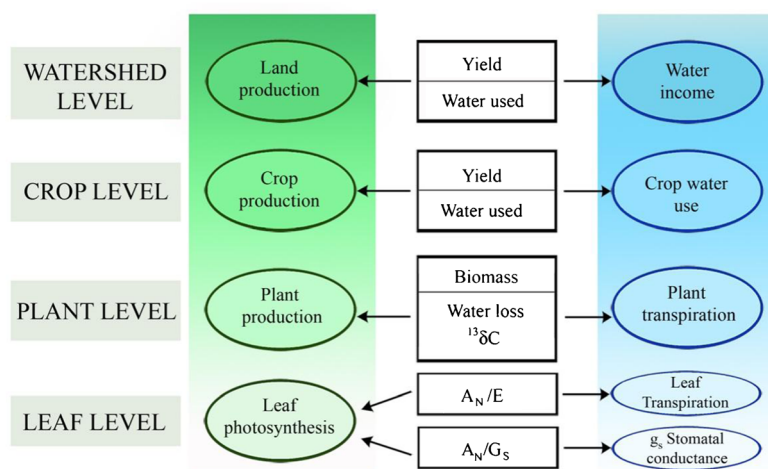 WATERSHED
LEVEL
Land
production
Yield
Water used
Water
income
CROP LEVEL
Crop
production
Yield
Water used
Crop water
use
PLANT LEVEL
Plant
production
Biomass
Water loss
¹³δC
Plant
transpiration
LEAF LEVEL
Leaf
photosynthesis
A_N/E
Leaf
Transpiration
A_N/G_S
g_s Stomatal
conductance